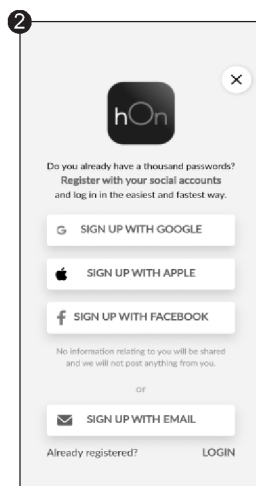 2
hOn
Do you already have a thousand passwords?
Register with your social accounts
and log in in the easiest and fastest way.
SIGN UP WITH GOOGLE
SIGN UP WITH APPLE
SIGN UP WITH FACEBOOK
No information relating to you will be shared
and we will not post anything from you.
or
SIGN UP WITH EMAIL
Already registered? LOGIN